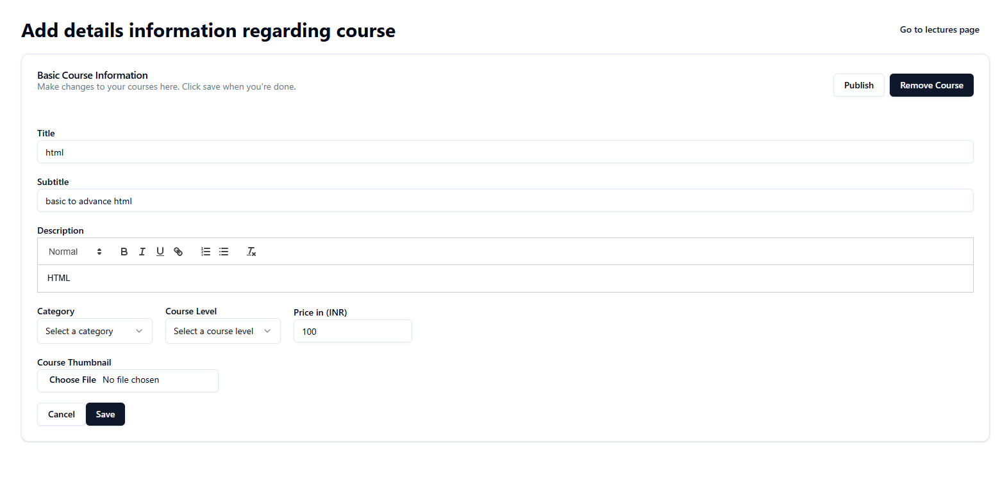 Add details information regarding course
Go to lectures page
Basic Course Information
Make changes to your courses here. Click save when you're done.
Publish
Remove Course
Title
html
Subtitle
basic to advance html
Description
Normal
HTML
Category
Course Level
Price in (INR)
Select a category
Select a course level
100
Course Thumbnail
Choose File No file chosen
Cancel
Save